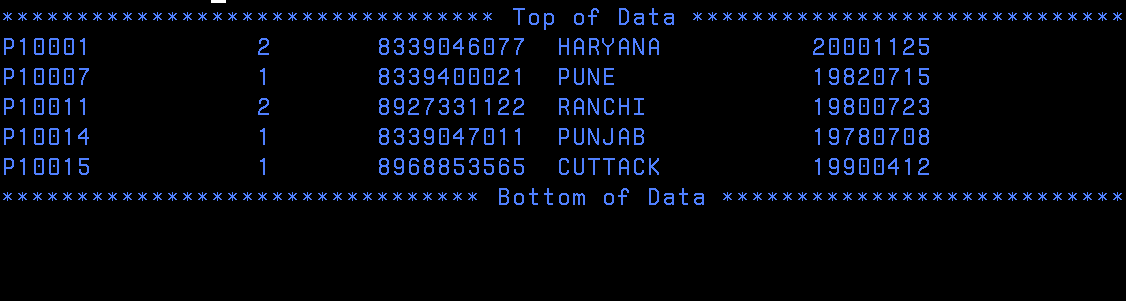 ********************************* Top of Data *****************************
P10001 2 8339046077 HARYANA 20001125
P10007 1 8339400021 PUNE 19820715
P10011 2 8927331122 RANCHI 19800723
P10014 1 8339047011 PUNJAB 19780708
P10015 1 8968853565 CUTTACK 19900412
******************************** Bottom of Data ***************************